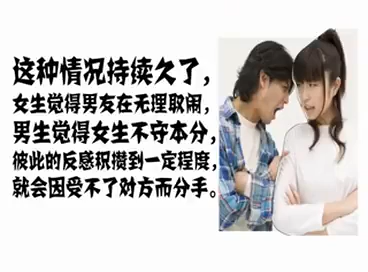 这种情况持续久了，
女生觉得男友在无理取闹，
男生觉得女生不守本分，
彼此的反感积攒到一定程度，
就会因受不了对方而分手。